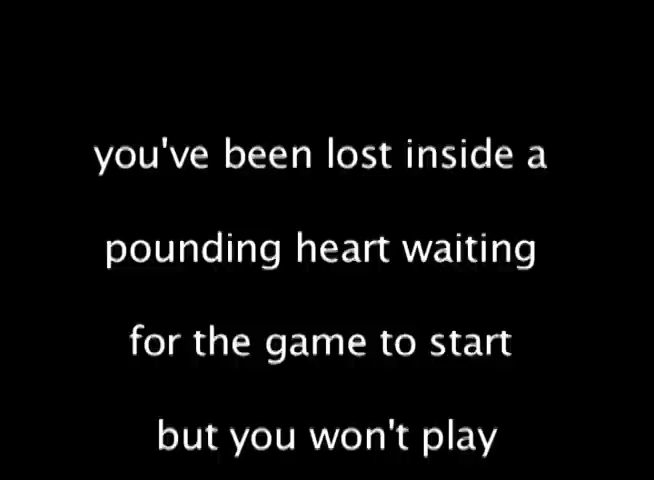 you've been lost inside a
pounding heart waiting
for the game to start
but you won't play